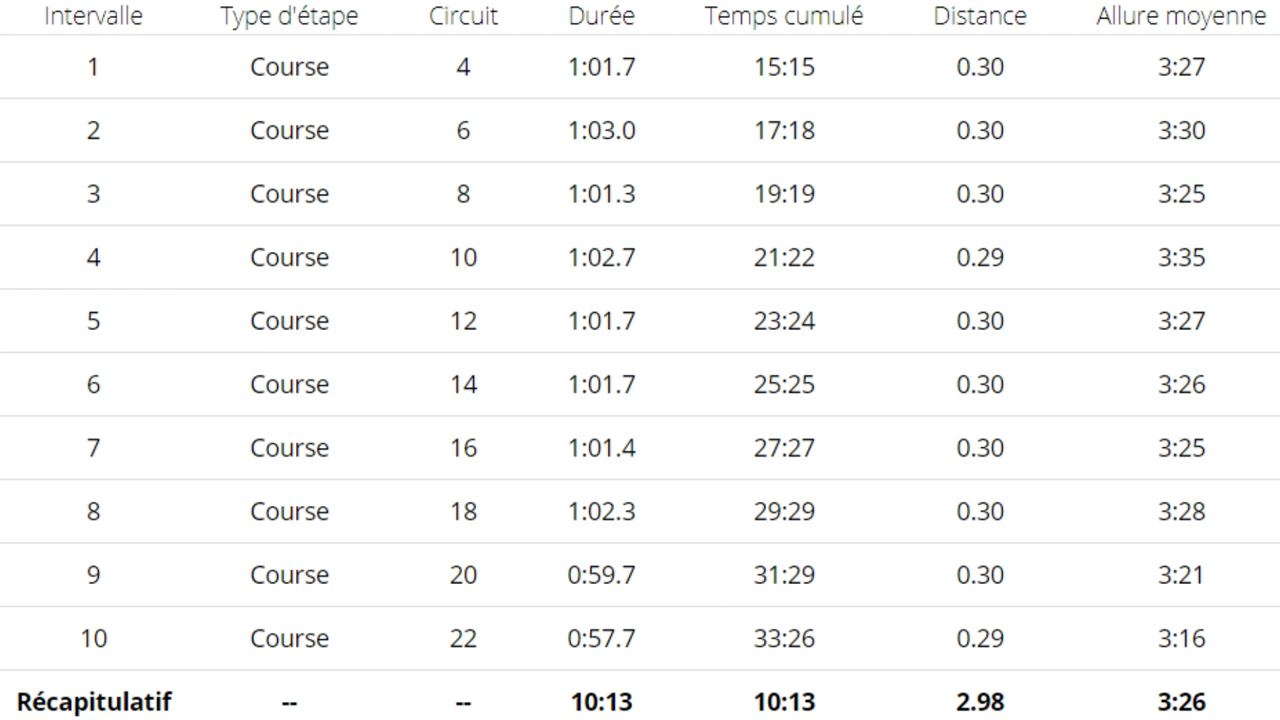 Intervalle Type d'étape Circuit Durée Temps cumulé Distance Allure moyenne
1 Course 4 1:01.7 15:15 0.30 3:27
2 Course 6 1:03.0 17:18 0.30 3:30
3 Course 8 1:01.3 19:19 0.30 3:25
4 Course 10 1:02.7 21:22 0.29 3:35
5 Course 12 1:01.7 23:24 0.30 3:27
6 Course 14 1:01.7 25:25 0.30 3:26
7 Course 16 1:01.4 27:27 0.30 3:25
8 Course 18 1:02.3 29:29 0.30 3:28
9 Course 20 0:59.7 31:29 0.30 3:21
10 Course 22 0:57.7 33:26 0.29 3:16
Récapitulatif -- -- 10:13 10:13 2.98 3:26